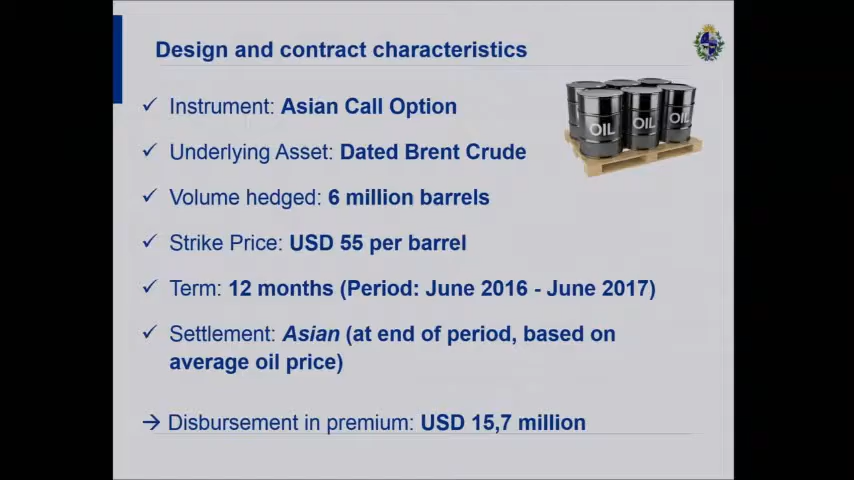 Design and contract characteristics
✓ Instrument: Asian Call Option
✓ Underlying Asset: Dated Brent Crude
✓ Volume hedged: 6 million barrels
✓ Strike Price: USD 55 per barrel
✓ Term: 12 months (Period: June 2016 - June 2017)
✓ Settlement: Asian (at end of period, based on
average oil price)
→ Disbursement in premium: USD 15,7 million
OIL OIL OIL